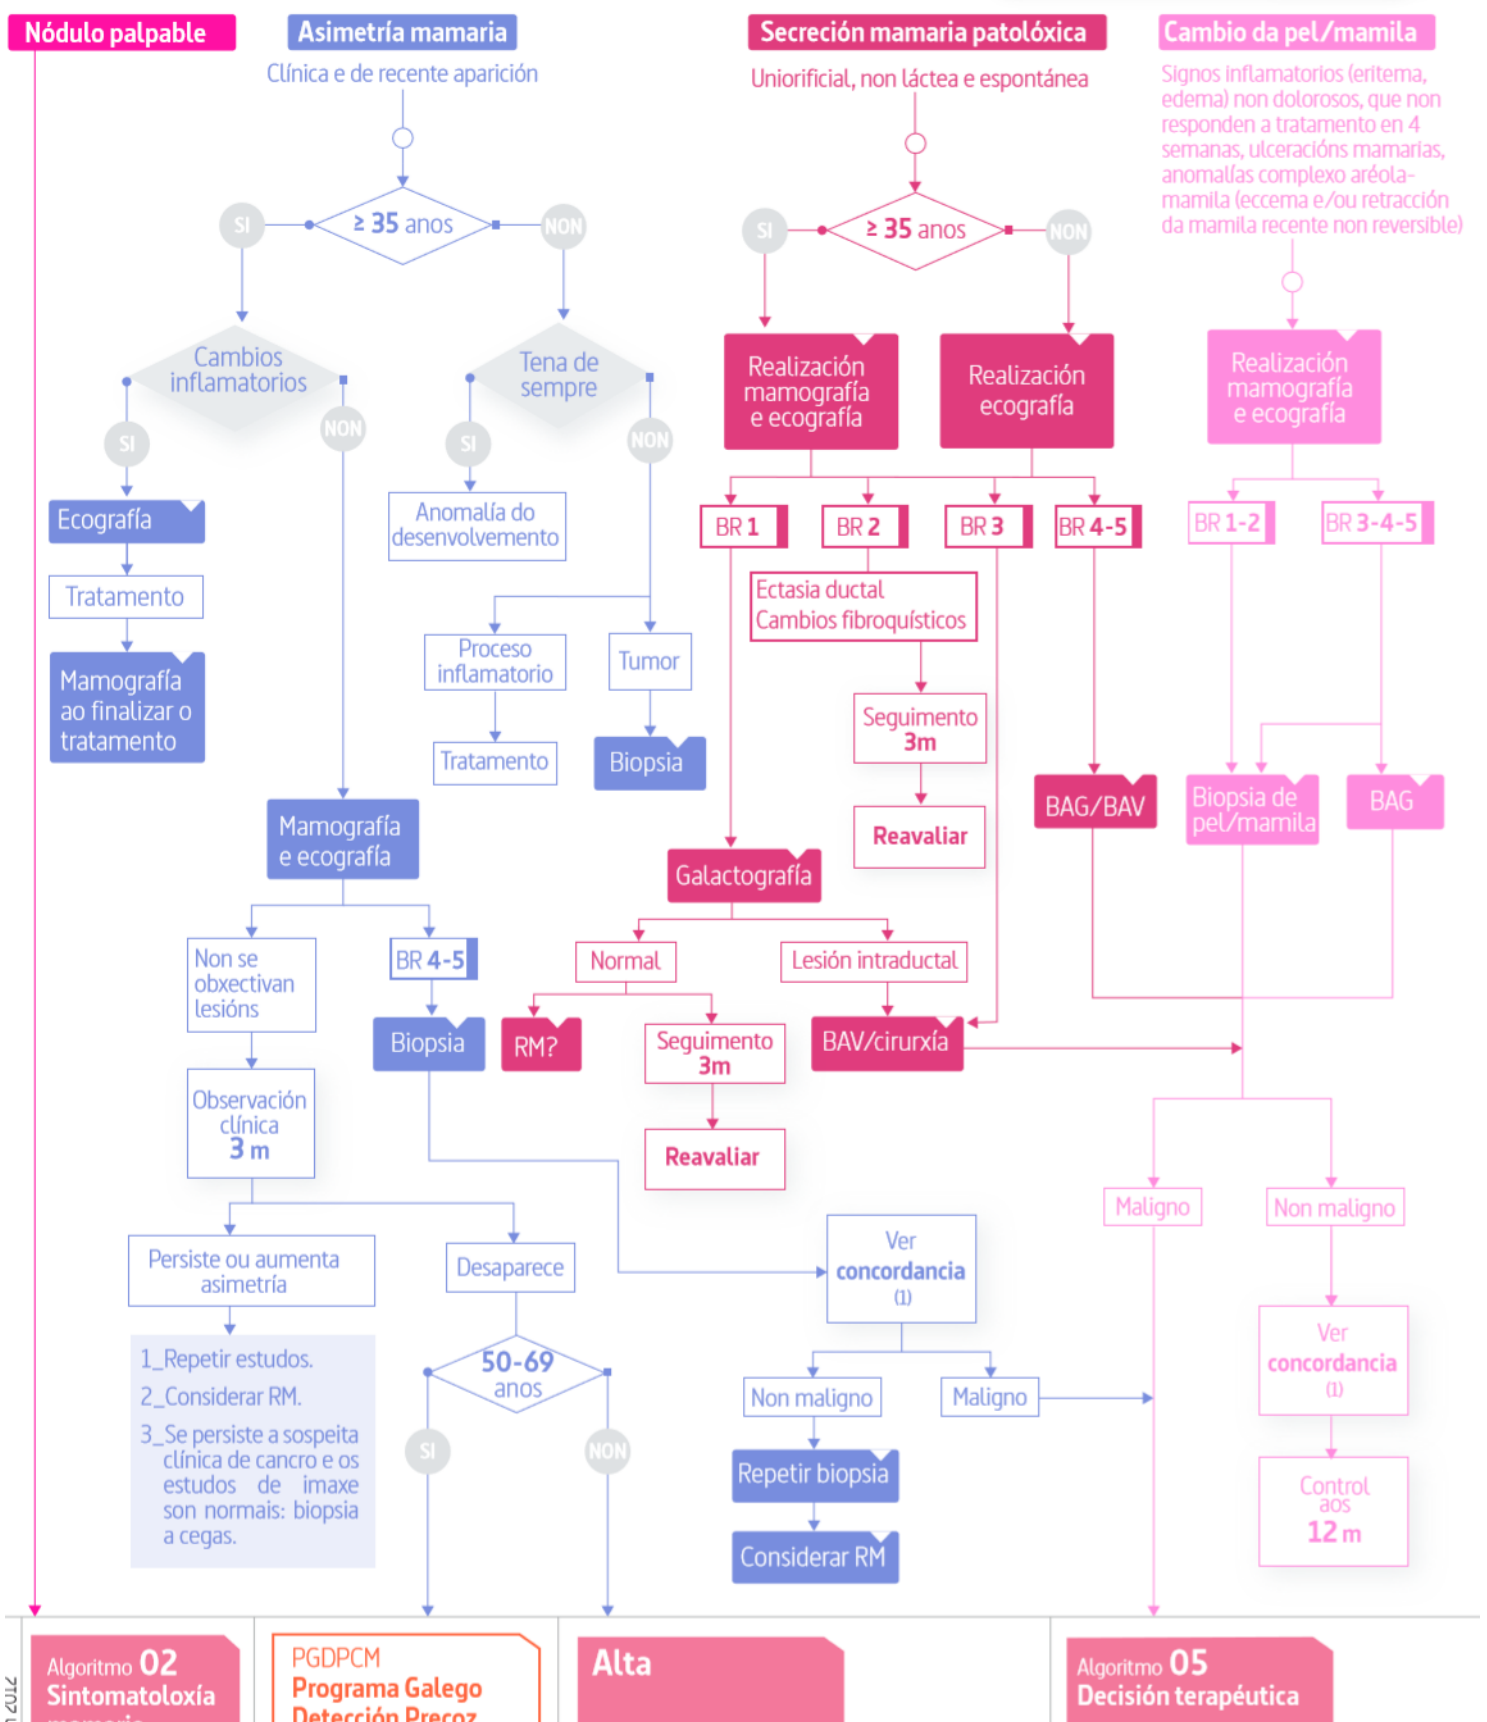 Nódulo palpable
Asimetría mamaria
Clínica e de recente aparición
≥ 35 anos
SI
NON
Cambios
inflamatorios
SI
NON
Tena de
sempre
SI
NON
Ecografía
Tratamento
Mamografía
ao finalizar o
tratamento
Anomalía do
desenvolvemento
Proceso
inflamatorio
Tratamento
Tumor
Biopsia
Mamografía
e ecografía
Non se
obxectivan
lesións
BR 4-5
Biopsia
Observación
clínica
3 m
Persiste ou aumenta
asimetría
Desaparece
1_Repetir estudos.
2_Considerar RM.
3_Se persiste a sospeita
clínica de cancro e os
estudos de imaxe
son normais: biopsia
a cegas.
50-69
anos
SI
NON
Ver
concordancia
(1)
Non maligno
Maligno
Repetir biopsia
Considerar RM
Secreción mamaria patolóxica
Uniorificial, non láctea e espontánea
≥ 35 anos
SI
NON
Realización
mamografía
e ecografía
Realización
ecografía
BR 1
BR 2
BR 3
BR 4-5
Ectasia ductal
Cambios fibroquísticos
Seguimento
3m
Reavaliar
BAG/BAV
Galactografía
Normal
Lesión intraductal
RM?
Seguimento
3m
Reavaliar
BAV/cirurxía
Cambio da pel/mamila
Signos inflamatorios (eritema,
edema) non dolorosos, que non
responden a tratamento en 4
semanas, ulceracións mamarias,
anomalías complexo aréola-
mamila (eccema e/ou retracción
da mamila recente non reversible)
Realización
mamografía
e ecografía
BR 1-2
BR 3-4-5
Biopsia de
pel/mamila
BAG
Maligno
Non maligno
Ver
concordancia
(1)
Control
aos
12 m
2012
Algoritmo 02
Sintomatoloxía
PGDPCM
Programa Galego
Detección Precoz
Alta
Algoritmo 05
Decisión terapéutica